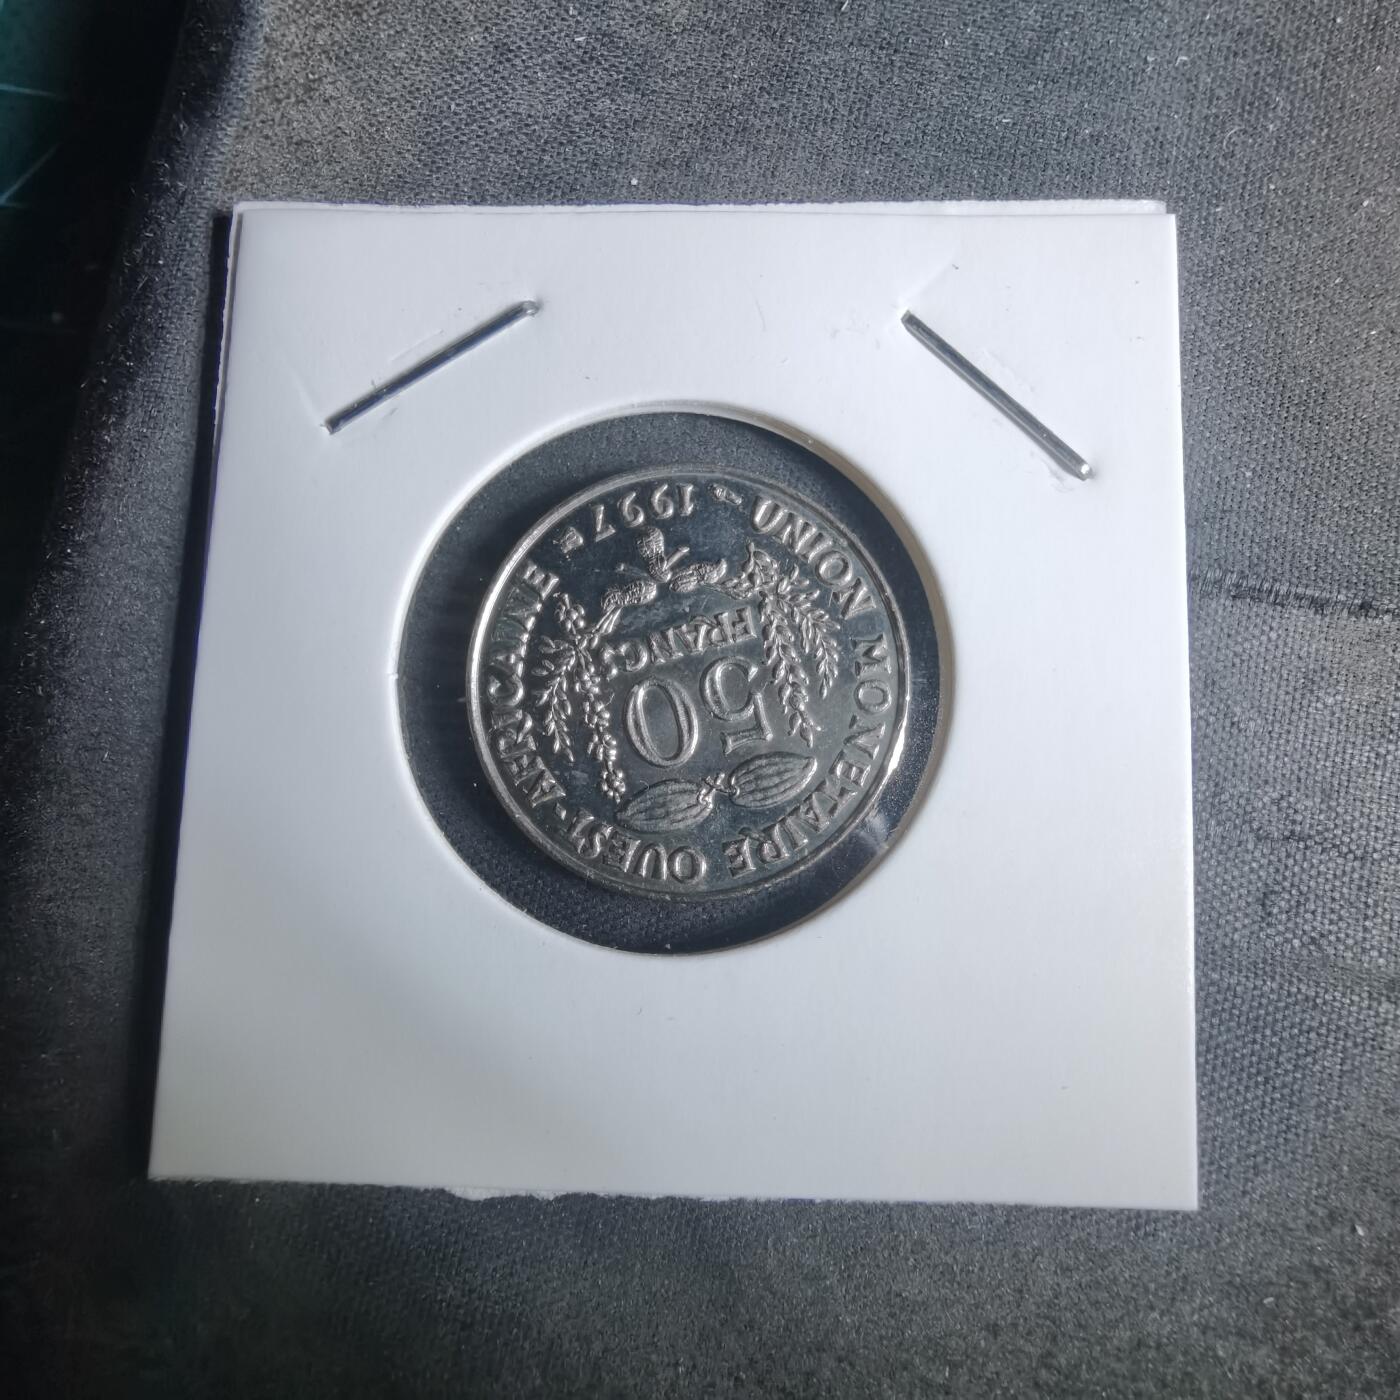 UNION MONETAIRE OUEST-AFRICAINE
50
FRANCS
1997